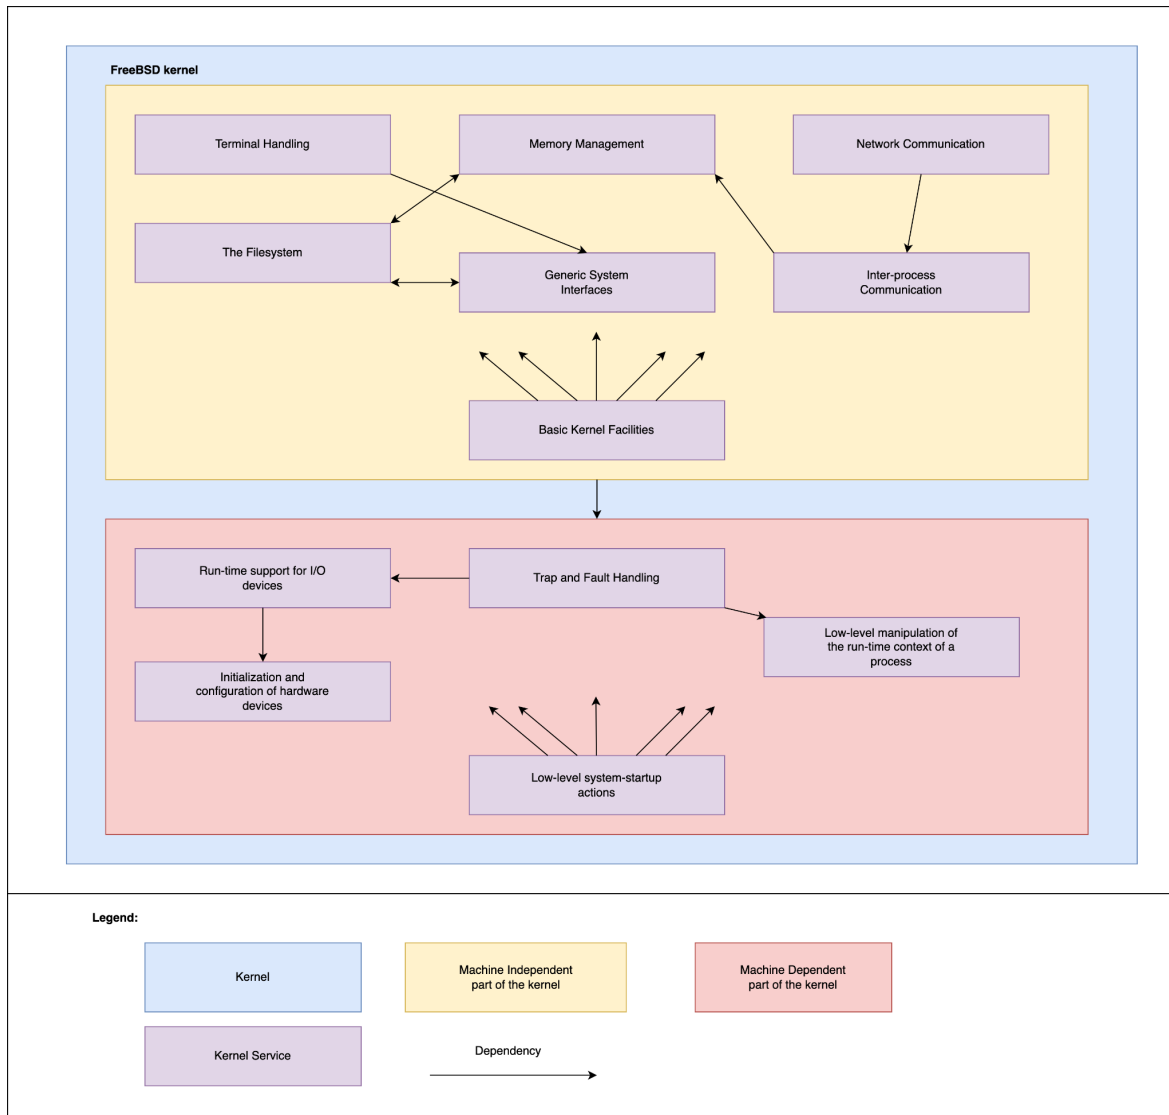 FreeBSD kernel
Terminal Handling
Memory Management
Network Communication
The Filesystem
Generic System
Interfaces
Inter-process
Communication
Basic Kernel Facilities
Run-time support for I/O
devices
Trap and Fault Handling
Low-level manipulation of
the run-time context of a
process
Initialization and
configuration of hardware
devices
Low-level system-startup
actions
Legend:
Kernel
Machine Independent
part of the kernel
Machine Dependent
part of the kernel
Kernel Service
Dependency